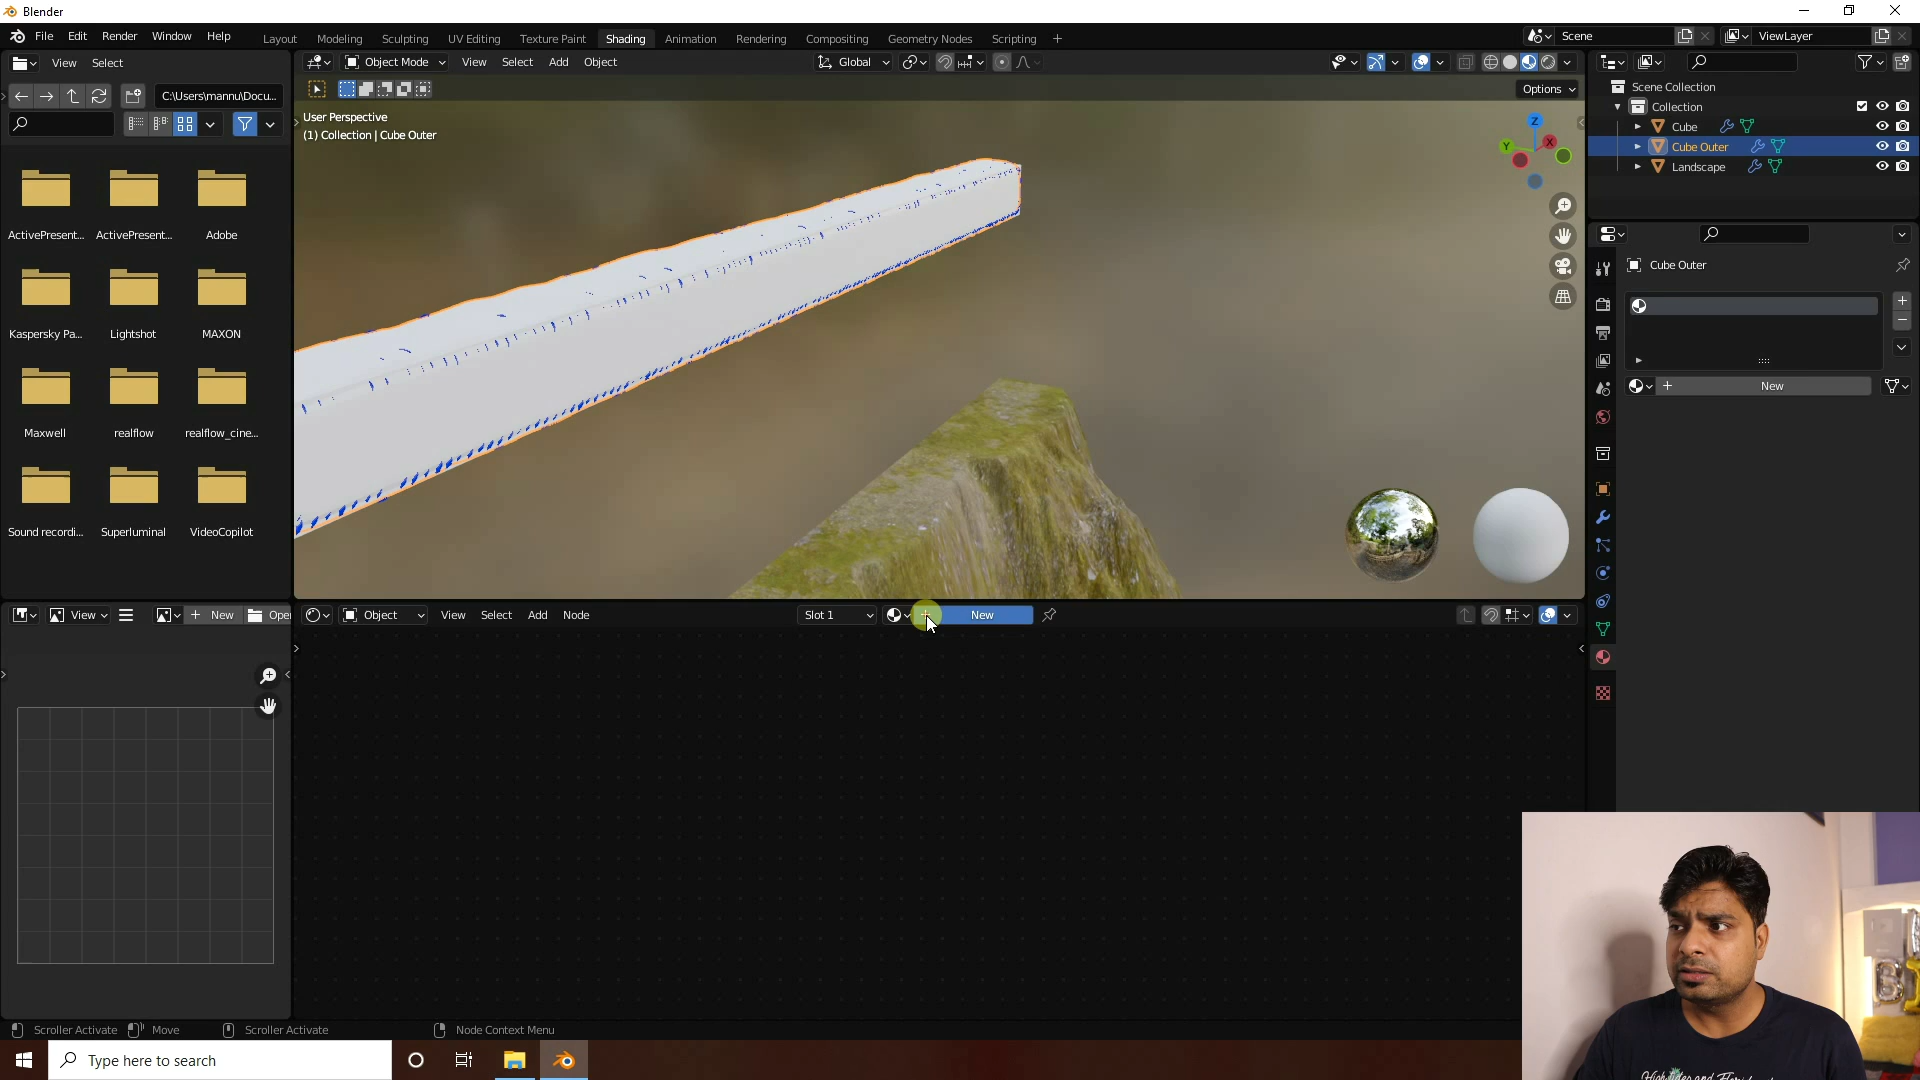 Blender
File Edit Render Window Help
Layout Modeling Sculpting UV Editing Texture Paint Shading Animation Rendering Compositing Geometry Nodes Scripting
Scene
ViewLayer
View Select
Object Mode View Select Add Object
Global
C:\Users\mannu\Docu...
Options
User Perspective
(1) Collection | Cube Outer
Z
Y
X
Scene Collection
Collection
Cube
Cube Outer
Landscape
Cube Outer
New
ActivePresent... ActivePresent... Adobe
Kaspersky Pa... Lightshot MAXON
Maxwell realflow realflow_cine...
Sound recordi... Superluminal VideoCopilot
View New Ope
Object View Select Add Node
Slot 1 New
Scroller Activate Move Scroller Activate Node Context Menu
Type here to search